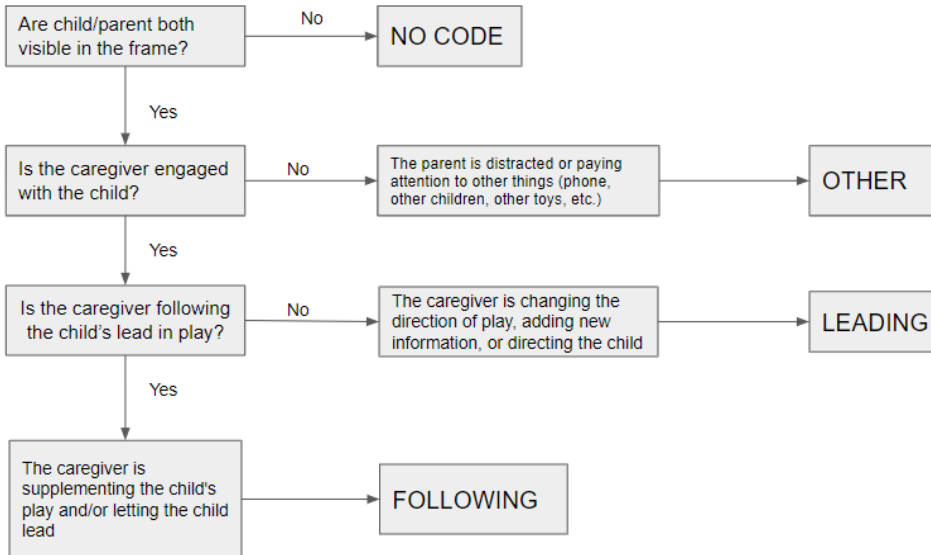 Are child/parent both
visible in the frame?
No
NO CODE
Yes
Is the caregiver engaged
with the child?
No
The parent is distracted or paying
attention to other things (phone,
other children, other toys, etc.)
OTHER
Yes
Is the caregiver following
the child’s lead in play?
No
The caregiver is changing the
direction of play, adding new
information, or directing the child
LEADING
Yes
The caregiver is
supplementing the child's
play and/or letting the child
lead
FOLLOWING